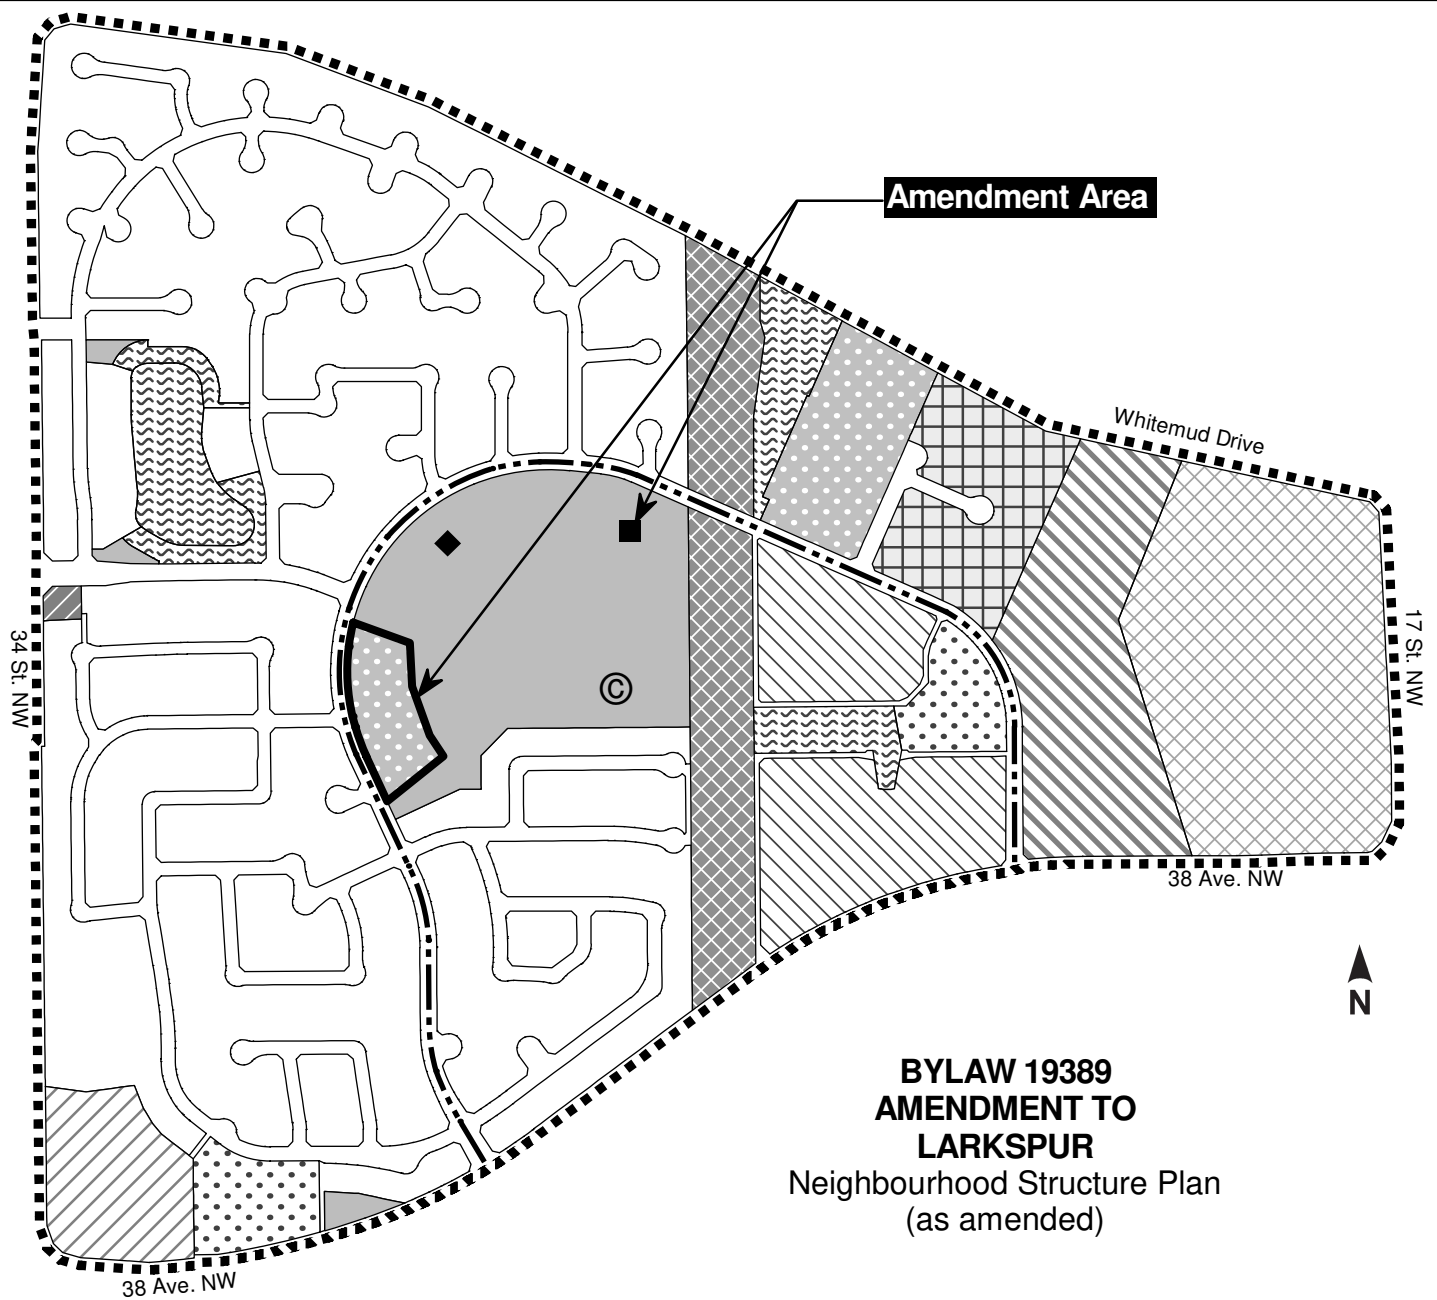 Amendment Area
Whitemud Drive
34 St. NW
17 St. NW
©
38 Ave. NW
N
BYLAW 19389
AMENDMENT TO
LARKSPUR
Neighbourhood Structure Plan
(as amended)
38 Ave. NW